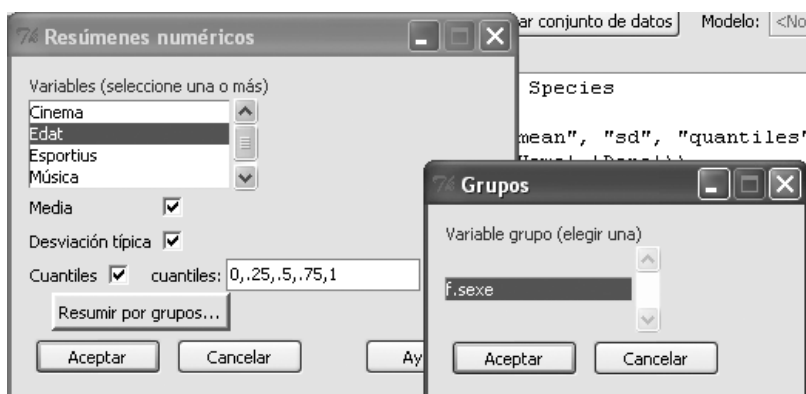 Resúmenes numéricos
Variables (seleccione una o más)
Cinema
Edat
Esportius
Música
Media
Desviación típica
Cuantiles cuantiles: 0,.25,.5,.75,1
Resumir por grupos...
Aceptar Cancelar
ar conjunto de datos Modelo:
Species
"sd", "quantiles"
Grupos
Variable grupo (elegir una)
f.sexe
Aceptar Cancelar